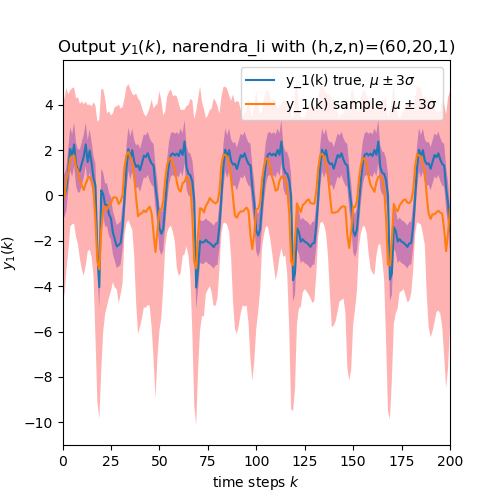 Output y₁(k), narendra_li with (h,z,n)=(60,20,1)
y_1(k) true, μ ± 3σ
y_1(k) sample, μ ± 3σ
y₁(k)
4
2
0
−2
−4
−6
−8
−10
0 25 50 75 100 125 150 175 200
time steps k